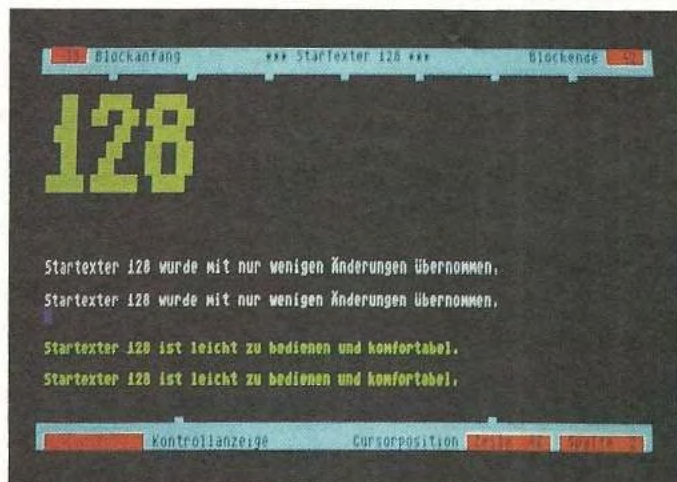 Blockanfang *** StarTexter 128 *** Blockende
128
Startexter 128 wurde mit nur wenigen Änderungen übernommen.
Startexter 128 wurde mit nur wenigen Änderungen übernommen.
Startexter 128 ist leicht zu bedienen und komfortabel.
Startexter 128 ist leicht zu bedienen und komfortabel.
Kontrollanzeige Cursorposition Zeile 42 Spalte